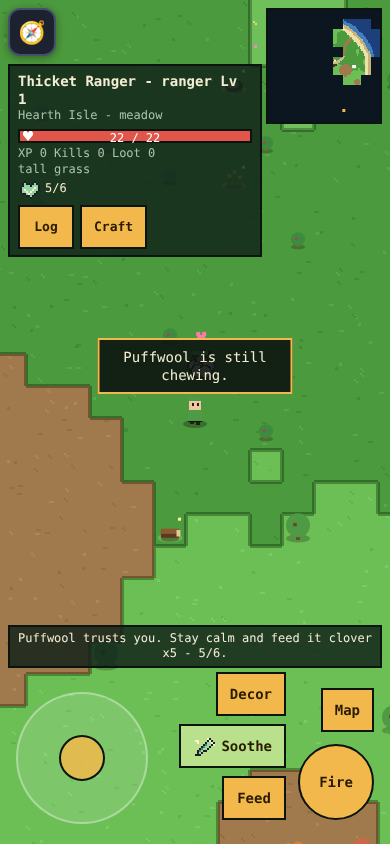 Thicket Ranger - ranger Lv
1
Hearth Isle - meadow
22 / 22
XP 0 Kills 0 Loot 0
tall grass
5/6
Log
Craft
Puffwool is still
chewing.
Puffwool trusts you. Stay calm and feed it clover
x5 - 5/6.
Decor
Map
Soothe
Fire
Feed